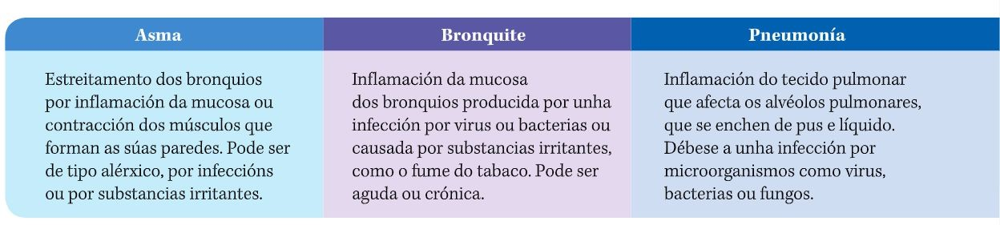 Asma
Estreitamento dos bronquios
por inflamación da mucosa ou
contracción dos músculos que
forman as súas paredes. Pode ser
de tipo alérxico, por infeccións
ou por substancias irritantes.
Bronquite
Inflamación da mucosa
dos bronquios producida por unha
infección por virus ou bacterias ou
causada por substancias irritantes,
como o fume do tabaco. Pode ser
aguda ou crónica.
Pneumonía
Inflamación do tecido pulmonar
que afecta os alvéolos pulmonares,
que se enchen de pus e líquido.
Débese a unha infección por
microorganismos como virus,
bacterias ou fungos.